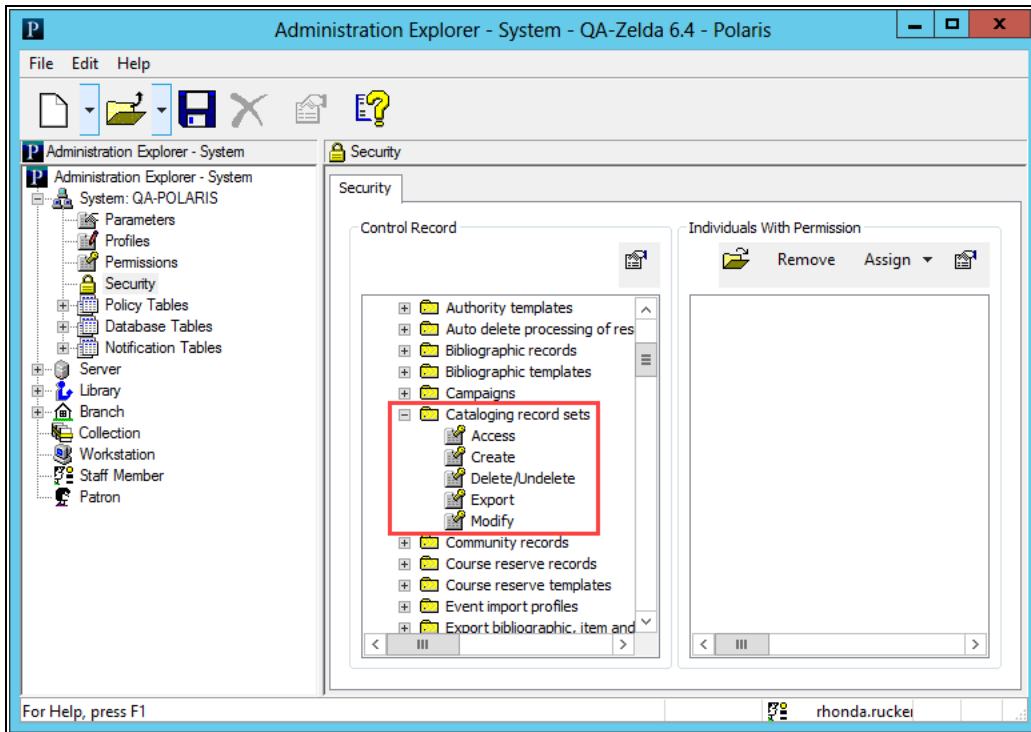 P
Administration Explorer - System - QA-Zelda 6.4 - Polaris
x
File Edit Help
P Administration Explorer - System
P Administration Explorer - System
System: QA-POLARIS
Parameters
Profiles
Permissions
Security
Policy Tables
Database Tables
Notification Tables
Server
Library
Branch
Collection
Workstation
Staff Member
Patron
Security
Security
Control Record
Authority templates
Auto delete processing of res
Bibliographic records
Bibliographic templates
Campaigns
Cataloging record sets
Access
Create
Delete/Undelete
Export
Modify
Community records
Course reserve records
Course reserve templates
Event import profiles
Export bibliographic, item and
Individuals With Permission
Remove Assign
For Help, press F1
rhonda.rucker